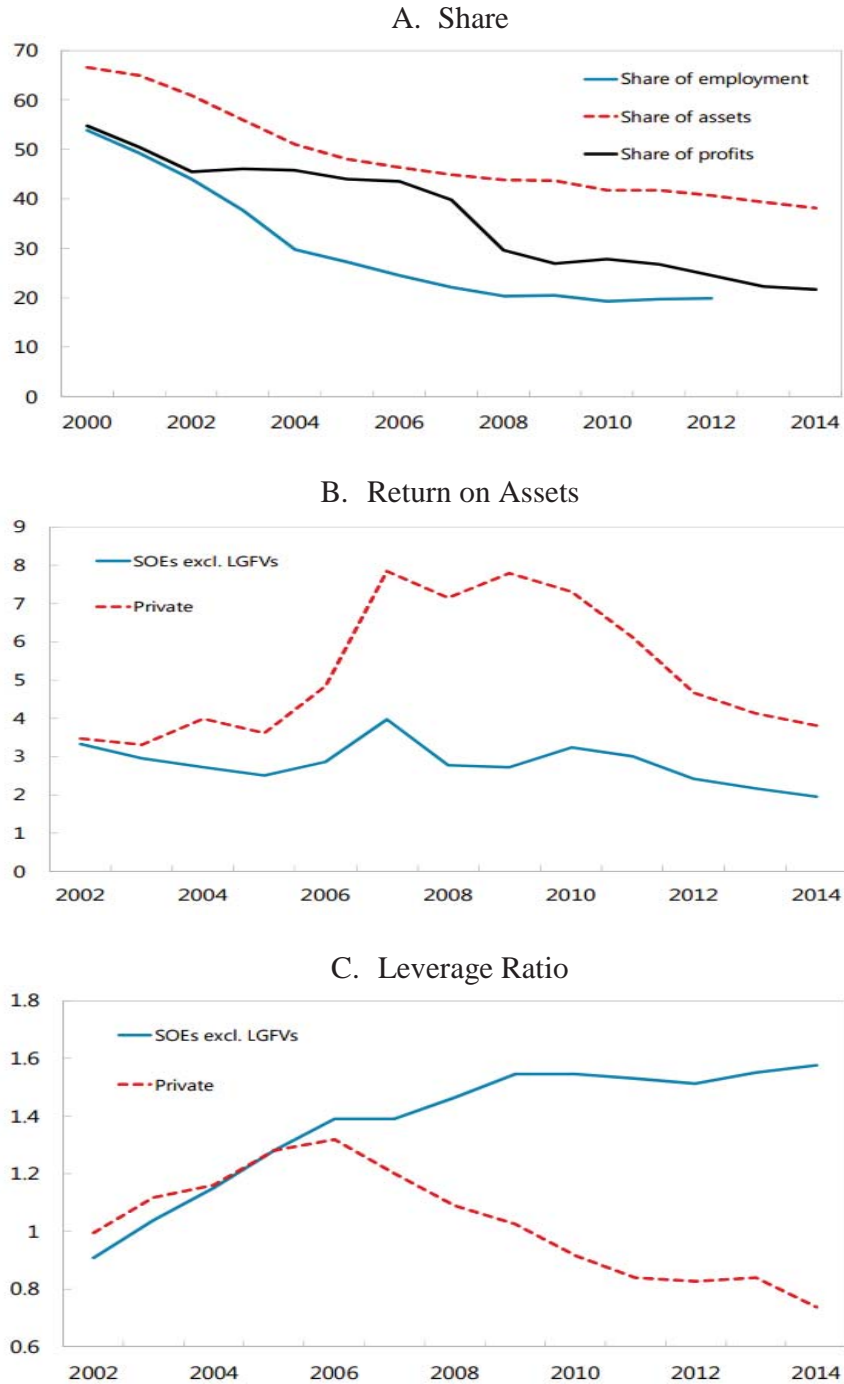 A. Share
70
60
50
40
30
20
10
0
Share of employment
Share of assets
Share of profits
2000 2002 2004 2006 2008 2010 2012 2014
B. Return on Assets
9
8
7
6
5
4
3
2
1
0
SOEs excl. LGFVs
Private
2002 2004 2006 2008 2010 2012 2014
C. Leverage Ratio
1.8
1.6
1.4
1.2
1
0.8
0.6
SOEs excl. LGFVs
Private
2002 2004 2006 2008 2010 2012 2014